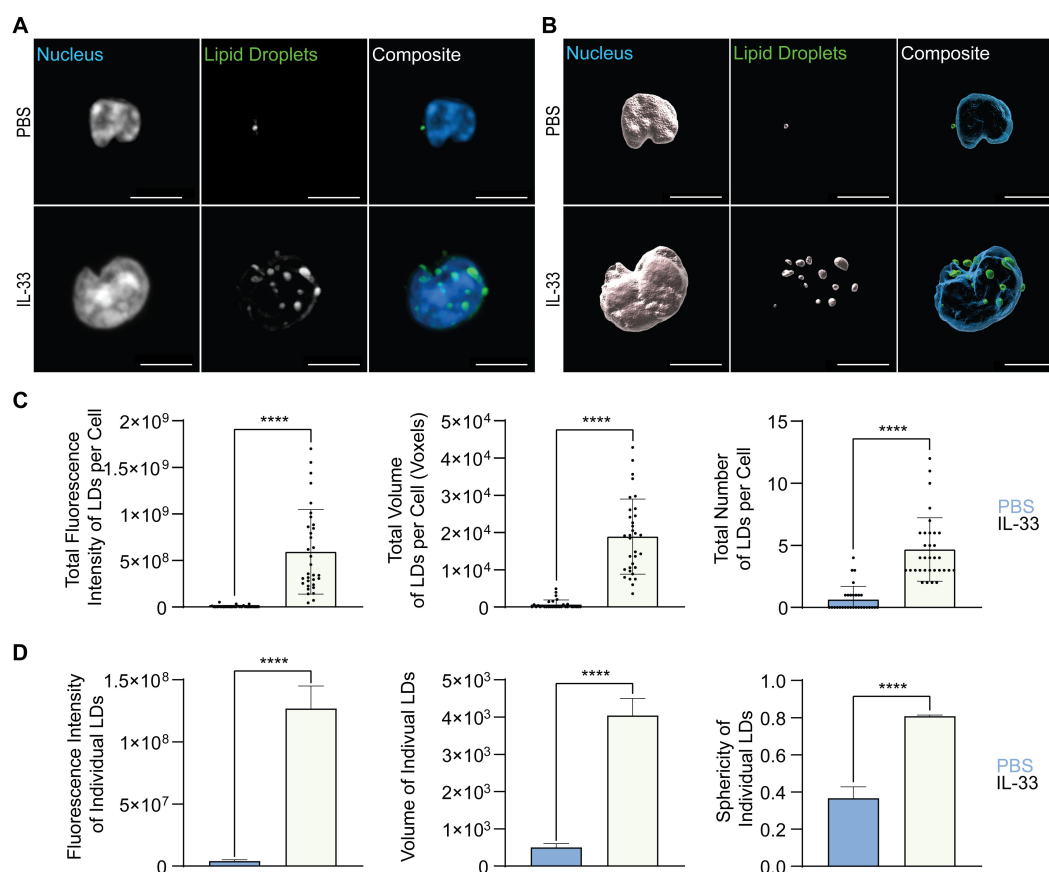 A
B
Nucleus
Lipid Droplets
Composite
Nucleus
Lipid Droplets
Composite
PBS
PBS
IL-33
IL-33
C
Total Fluorescence
Intensity of LDs per Cell
2×10⁹
1.5×10⁹
1×10⁹
5×10⁸
0
****
Total Volume
of LDs per Cell (Voxels)
5×10⁴
4×10⁴
3×10⁴
2×10⁴
1×10⁴
0
****
Total Number
of LDs per Cell
15
10
5
0
****
PBS
IL-33
D
Fluorescence Intensity
of Individual LDs
1.5×10⁸
1×10⁸
5×10⁷
0
****
Volume of Indivual LDs
5×10³
4×10³
3×10³
2×10³
1×10³
0
****
Sphericity of
Individual LDs
1.0
0.8
0.6
0.4
0.2
0.0
****
PBS
IL-33